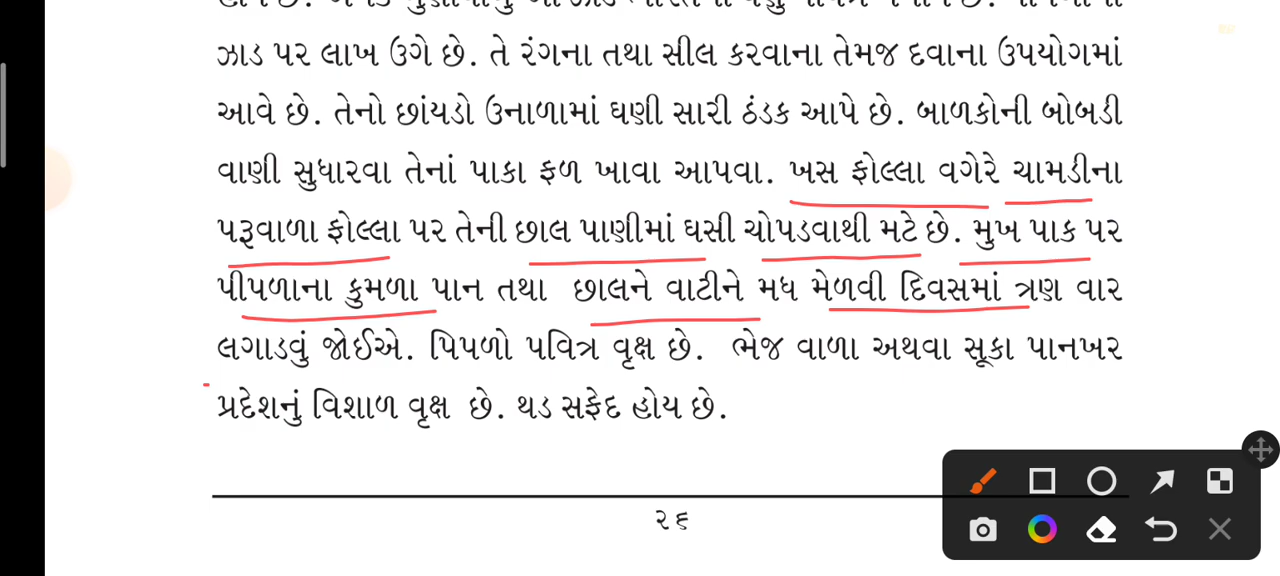 ઝાડ પર લાખ ઉગે છે. તે રંગના તથા સીલ કરવાના તેમજ દવાના ઉપયોગમાં
આવે છે. તેનો છાંયડો ઉનાળામાં ઘણી સારી ઠંડક આપે છે. બાળકોની બોબડી
વાણી સુધારવા તેનાં પાકા ફળ ખાવા આપવા. ખસ ફોલ્લા વગેરે ચામડીના
પરૂવાળા ફોલ્લા પર તેની છાલ પાણીમાં ઘસી ચોપડવાથી મટે છે. મુખ પાક પર
પીપળાના કુમળા પાન તથા છાલને વાટીને મધ મેળવી દિવસમાં ત્રણ વાર
લગાડવું જોઈએ. પિપળો પવિત્ર વૃક્ષ છે. ભેજ વાળા અથવા સૂકા પાનખર
પ્રદેશનું વિશાળ વૃક્ષ છે. થડ સફેદ હોય છે.
૨૬